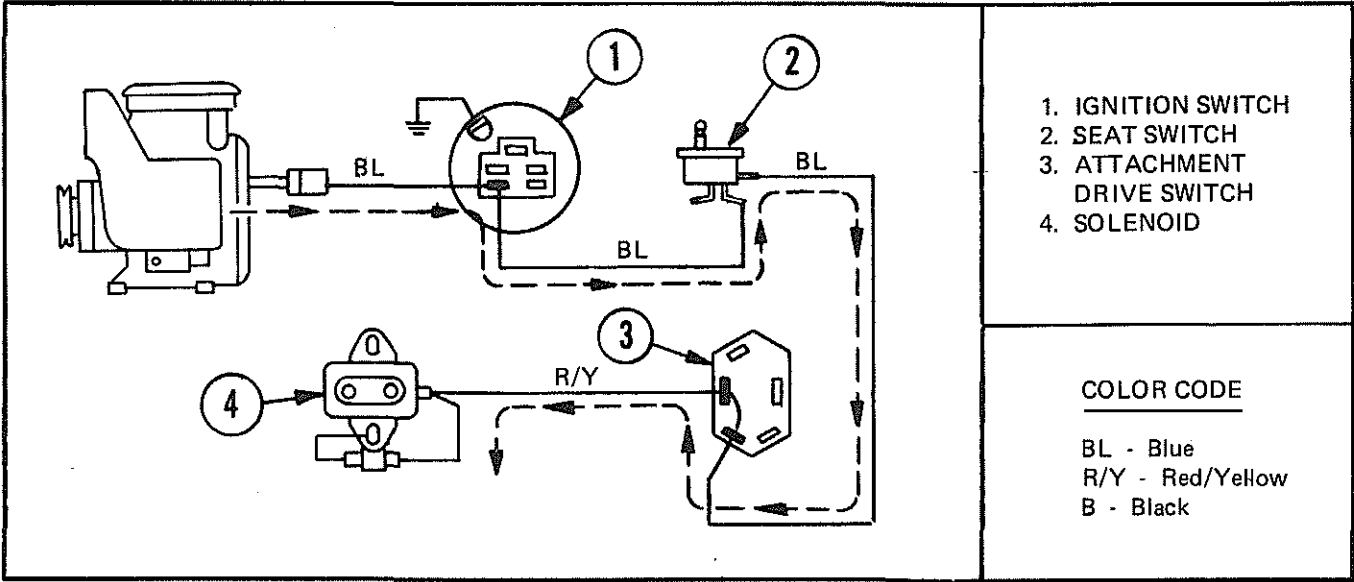 1
2
BL
BL
BL
3
R/Y
4
1. IGNITION SWITCH
2. SEAT SWITCH
3. ATTACHMENT
DRIVE SWITCH
4. SOLENOID
COLOR CODE
BL - Blue
R/Y - Red/Yellow
B - Black